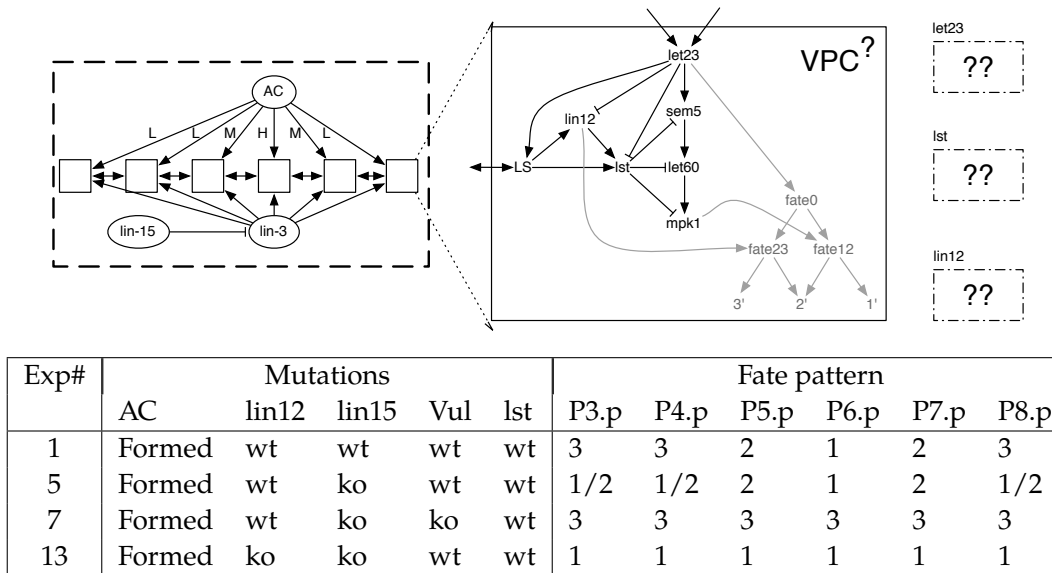 AC
L L M H M L
lin-15
lin-3
let23
VPC?
sem5
lin12
LS
lst
let60
mpk1
fate0
fate23
fate12
3' 2' 1'
let23
??
lst
??
lin12
??
Exp# Mutations Fate pattern
AC lin12 lin15 Vul lst P3.p P4.p P5.p P6.p P7.p P8.p
1 Formed wt wt wt wt 3 3 2 1 2 3
5 Formed wt ko wt wt 1/2 1/2 2 1 2 1/2
7 Formed wt ko ko wt 3 3 3 3 3 3
13 Formed ko ko wt wt 1 1 1 1 1 1